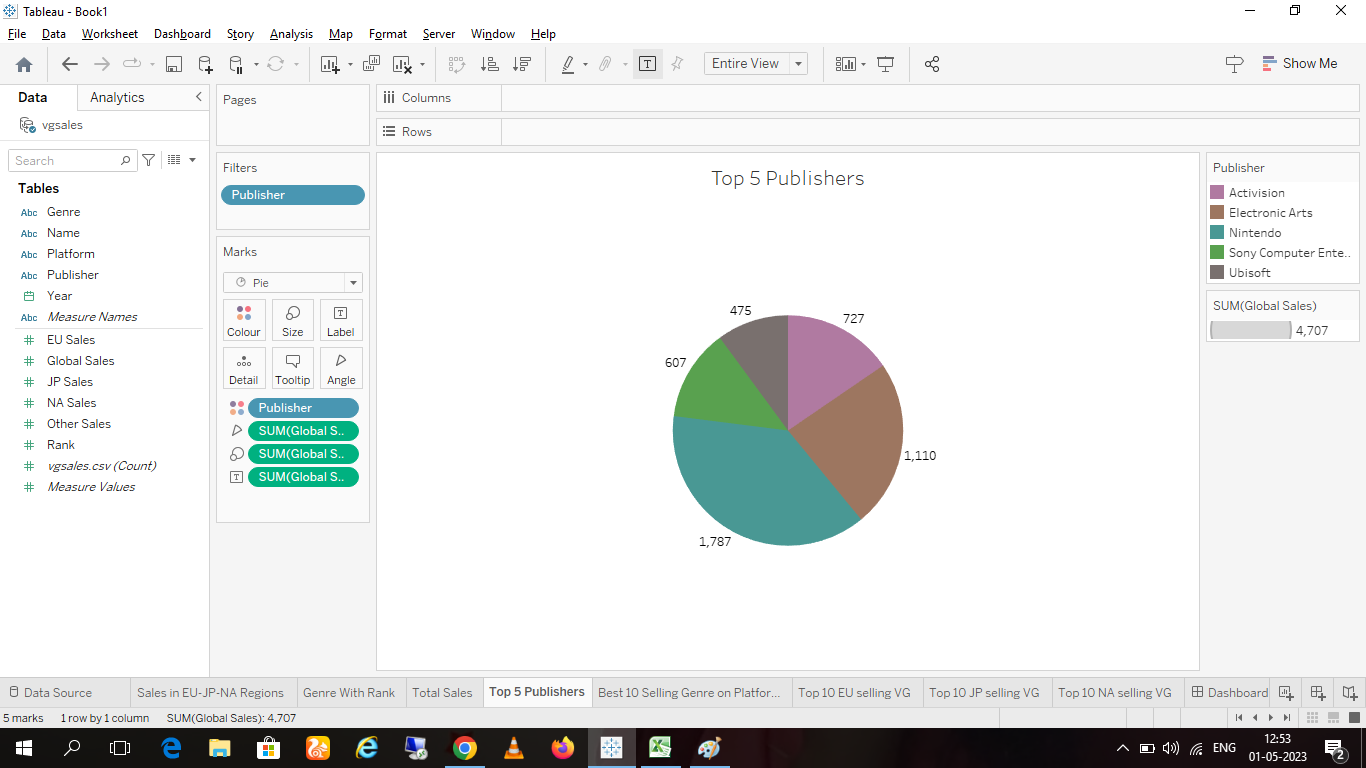 Tableau - Book1
File Data Worksheet Dashboard Story Analysis Map Format Server Window Help
Entire View
Show Me
Data Analytics
vgsales
Search
Tables
Abc Genre
Abc Name
Abc Platform
Abc Publisher
Year
Abc Measure Names
EU Sales
Global Sales
JP Sales
NA Sales
Other Sales
Rank
vgsales.csv (Count)
Measure Values
Pages
Filters
Publisher
Marks
Pie
Colour Size Label
Detail Tooltip Angle
Publisher
SUM(Global S..
SUM(Global S..
SUM(Global S..
Columns
Rows
Top 5 Publishers
475
727
607
1,110
1,787
Publisher
Activision
Electronic Arts
Nintendo
Sony Computer Ente..
Ubisoft
SUM(Global Sales)
4,707
Data Source Sales in EU-JP-NA Regions Genre With Rank Total Sales Top 5 Publishers Best 10 Selling Genre on Platfor... Top 10 EU selling VG Top 10 JP selling VG Top 10 NA selling VG Dashboard
5 marks 1 row by 1 column SUM(Global Sales): 4,707
ENG
12:53
01-05-2023
2